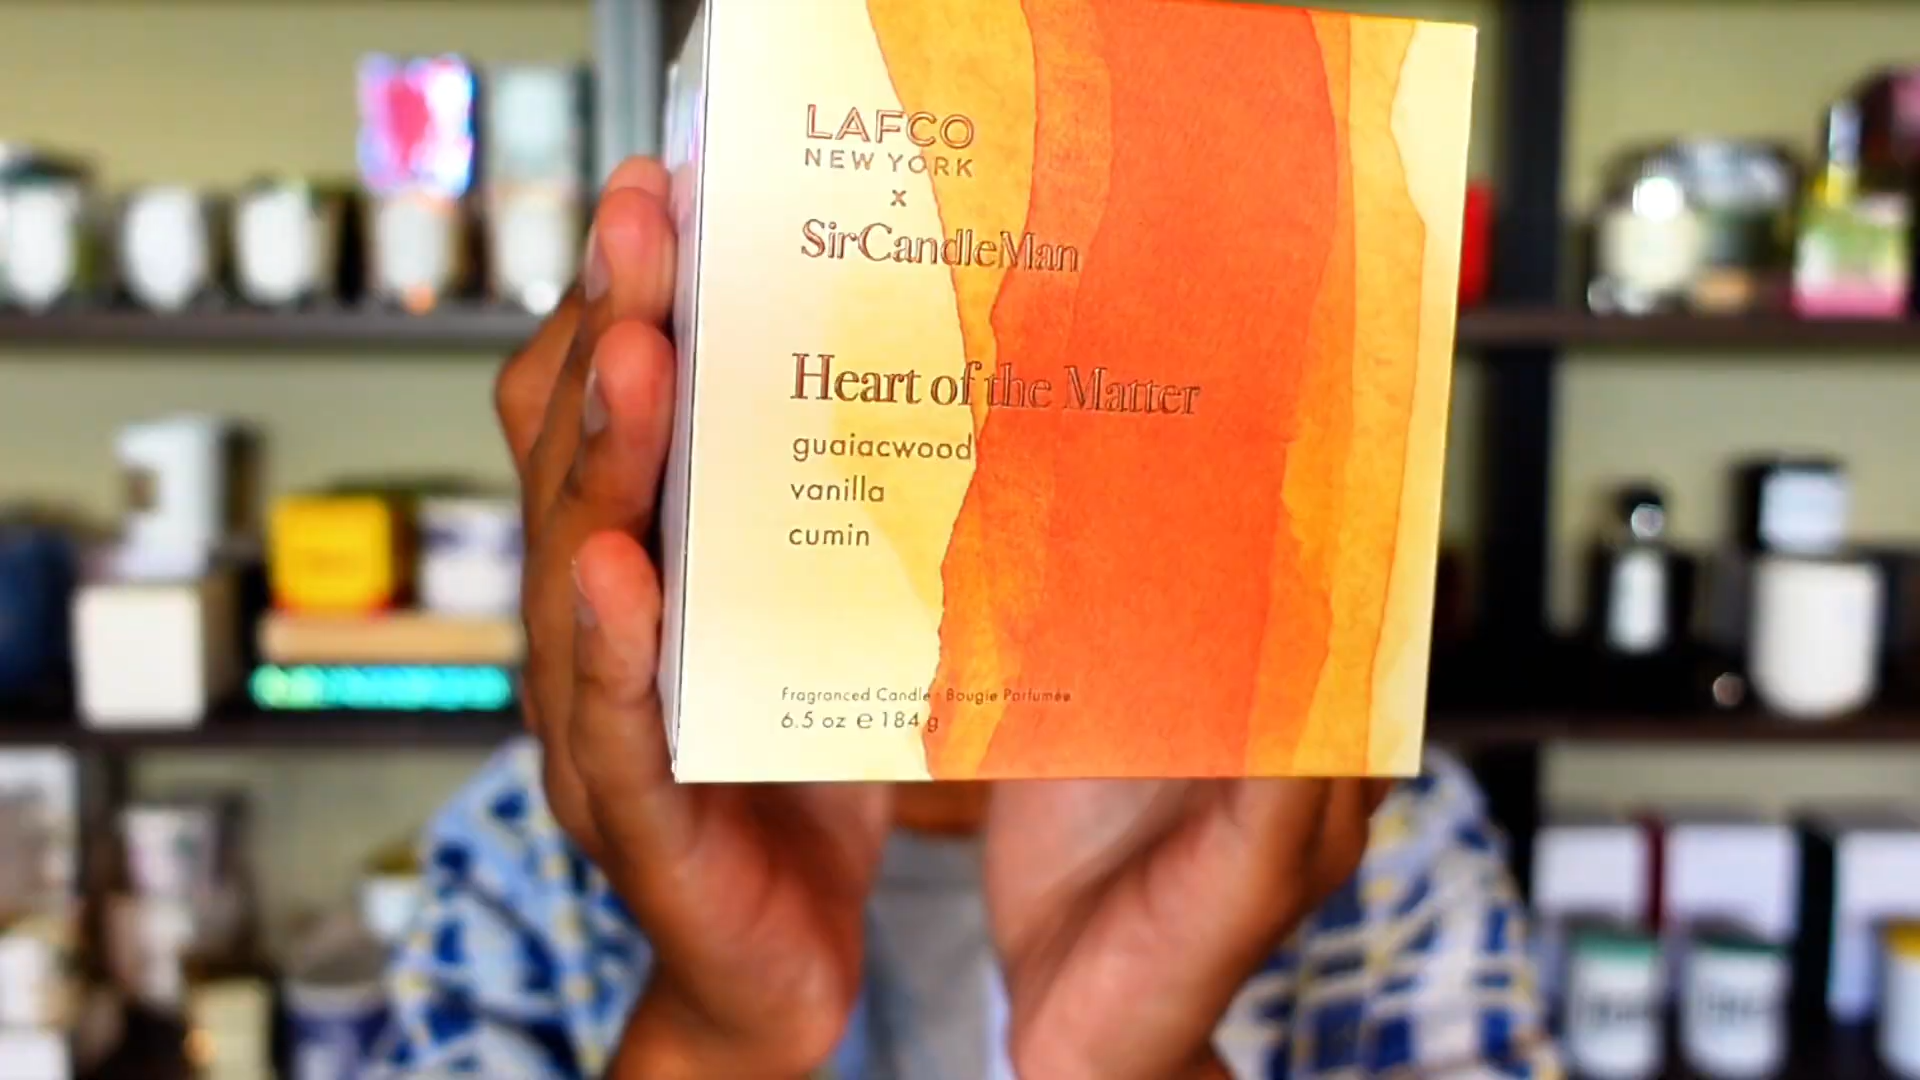 LAFCO
NEW YORK
x
SirCandleMan
Heart of the Matter
guaiacwood
vanilla
cumin
Fragranced Candle · Bougie Parfumée
6.5 oz ℮ 184 g